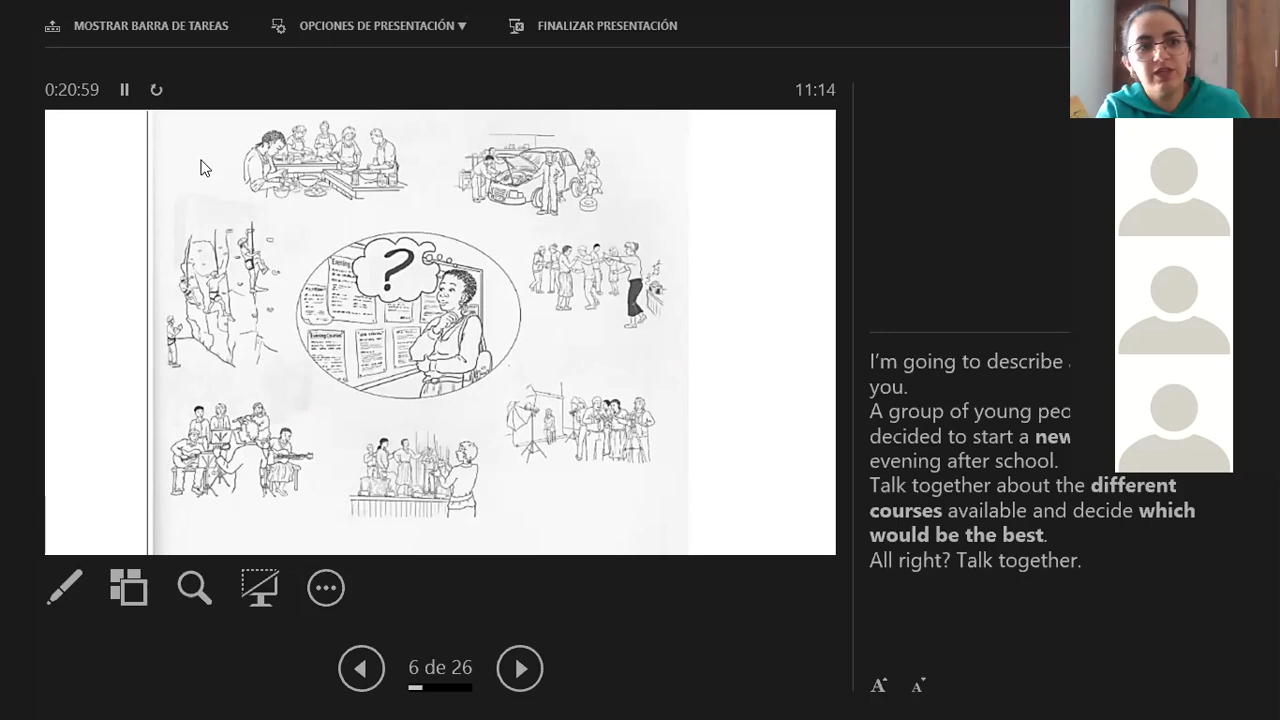 MOSTRAR BARRA DE TAREAS
OPCIONES DE PRESENTACIÓN ▼
FINALIZAR PRESENTACIÓN
0:20:59
11:14
?
Evening Courses
I'm going to describe
you.
A group of young
decided to start a new
evening after school.
Talk together about the different
courses available and decide which
would be the best.
All right? Talk together.
6 de 26
A A